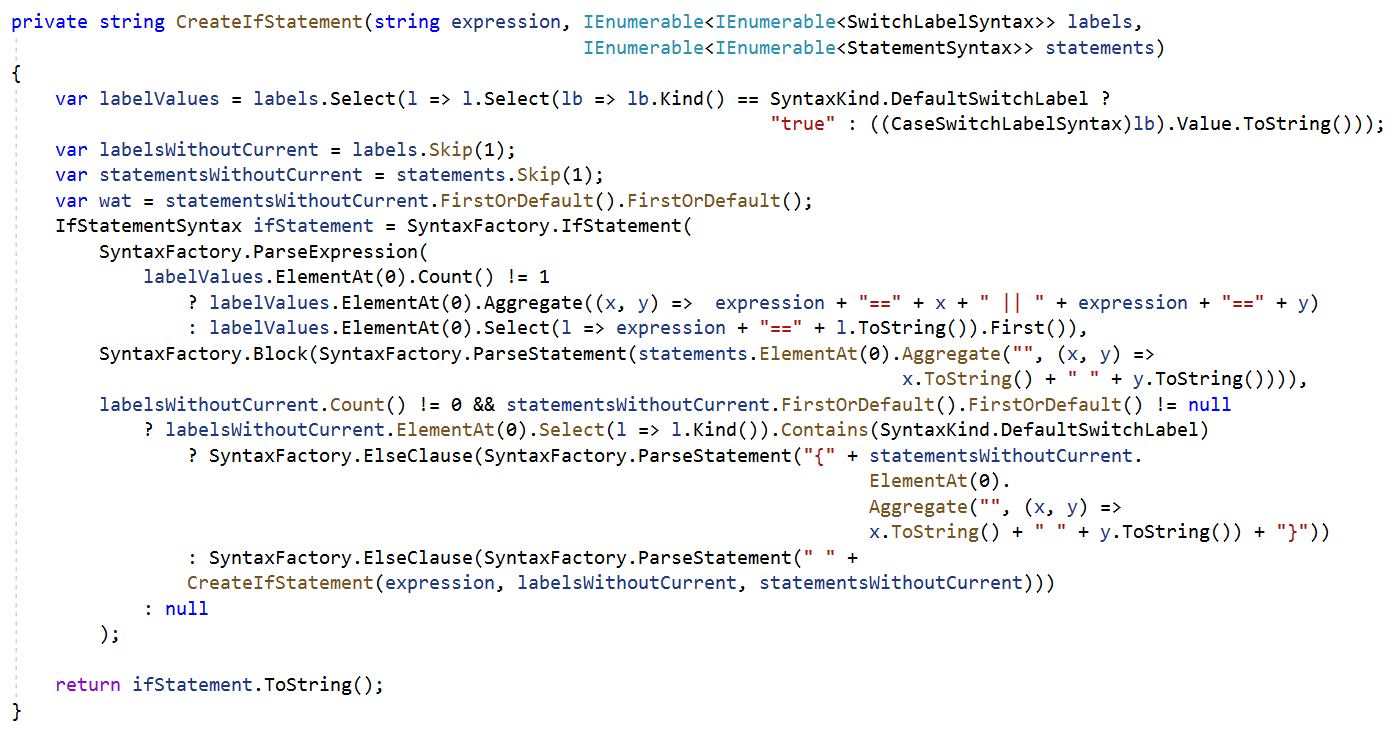 private string CreateIfStatement(string expression, IEnumerable<IEnumerable<SwitchLabelSyntax>> labels,
IEnumerable<IEnumerable<StatementSyntax>> statements)
{
var labelValues = labels.Select(l => l.Select(lb => lb.Kind() == SyntaxKind.DefaultSwitchLabel ?
"true" : ((CaseSwitchLabelSyntax)lb).Value.ToString()));
var labelsWithoutCurrent = labels.Skip(1);
var statementsWithoutCurrent = statements.Skip(1);
var wat = statementsWithoutCurrent.FirstOrDefault().FirstOrDefault();
IfStatementSyntax ifStatement = SyntaxFactory.IfStatement(
SyntaxFactory.ParseExpression(
labelValues.ElementAt(0).Count() != 1
? labelValues.ElementAt(0).Aggregate((x, y) =>  expression + "==" + x + " || " + expression + "==" + y)
: labelValues.ElementAt(0).Select(l => expression + "==" + l.ToString()).First()),
SyntaxFactory.Block(SyntaxFactory.ParseStatement(statements.ElementAt(0).Aggregate("", (x, y) =>
x.ToString() + " " + y.ToString()))),
labelsWithoutCurrent.Count() != 0 && statementsWithoutCurrent.FirstOrDefault().FirstOrDefault() != null
? labelsWithoutCurrent.ElementAt(0).Select(l => l.Kind()).Contains(SyntaxKind.DefaultSwitchLabel)
? SyntaxFactory.ElseClause(SyntaxFactory.ParseStatement("{" + statementsWithoutCurrent.
ElementAt(0).
Aggregate("", (x, y) =>
x.ToString() + " " + y.ToString()) + "}"))
: SyntaxFactory.ElseClause(SyntaxFactory.ParseStatement(" " +
CreateIfStatement(expression, labelsWithoutCurrent, statementsWithoutCurrent)))
: null
);
return ifStatement.ToString();
}